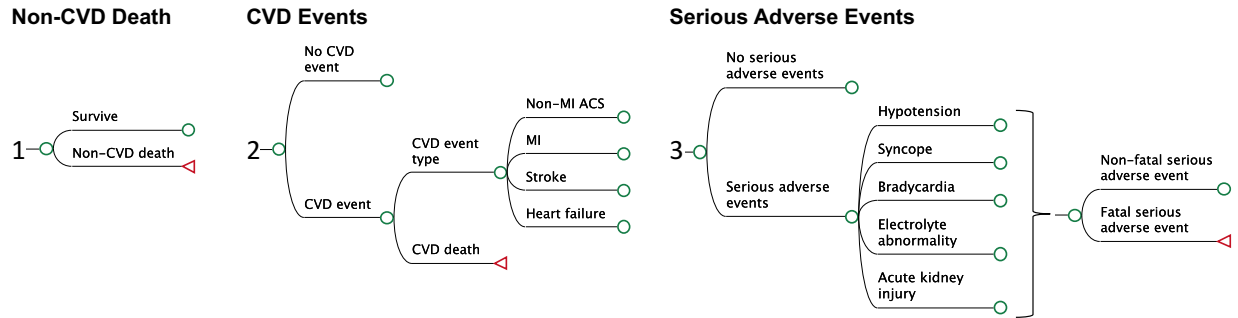 Non-CVD Death
1
Survive
Non-CVD death
CVD Events
2
No CVD
event
CVD event
CVD event
type
CVD death
Non-MI ACS
MI
Stroke
Heart failure
Serious Adverse Events
3
No serious
adverse events
Serious adverse
events
Hypotension
Syncope
Bradycardia
Electrolyte
abnormality
Acute kidney
injury
Non-fatal serious
adverse event
Fatal serious
adverse event